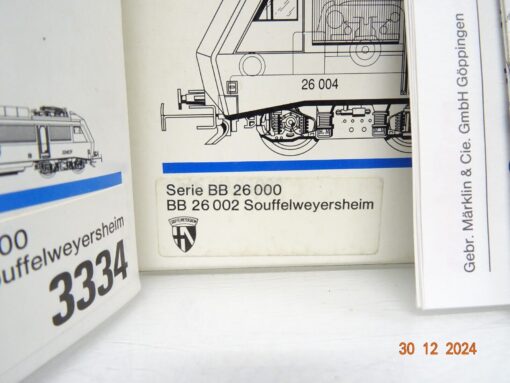 26 004
Serie BB 26 000
BB 26 002 Souffelweyersheim
00
ouffelweyersheim
3334
Gebr. Märklin & Cie. GmbH Göppingen
30 12 2024